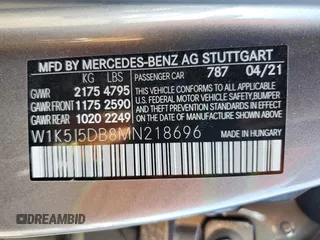 MFD BY MERCEDES-BENZ AG STUTTGART
KG LBS PASSENGER CAR 787 04/21
GVWR 2175 4795
GAWR FRONT 1175 2590
GAWR REAR 1020 2249
THIS VEHICLE CONFORMS TO ALL APPLICABLE
FEDERAL MOTOR VEHICLE SAFETY, BUMPER,
AND THEFT PREVENTION STANDARDS IN EFFECT
ON THE DATE OF MANUFACTURE SHOWN ABOVE.
W1K5J5DB8MN218696
MADE IN HUNGARY
DREAMBID